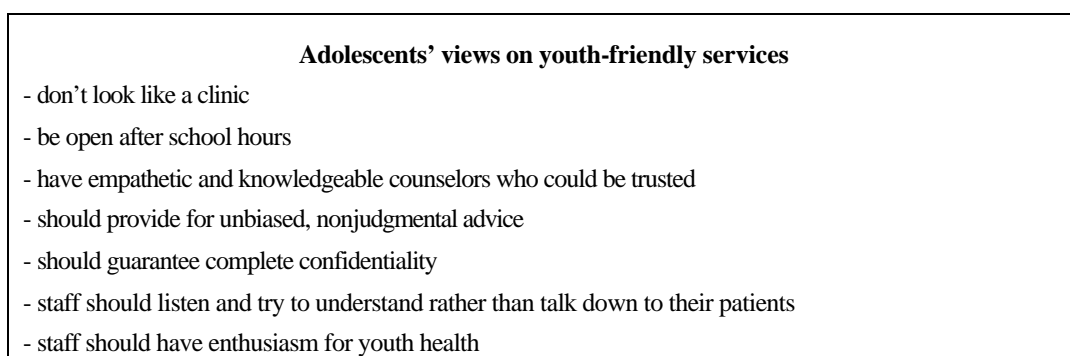 Adolescents’ views on youth-friendly services
- don’t look like a clinic
- be open after school hours
- have empathetic and knowledgeable counselors who could be trusted
- should provide for unbiased, nonjudgmental advice
- should guarantee complete confidentiality
- staff should listen and try to understand rather than talk down to their patients
- staff should have enthusiasm for youth health